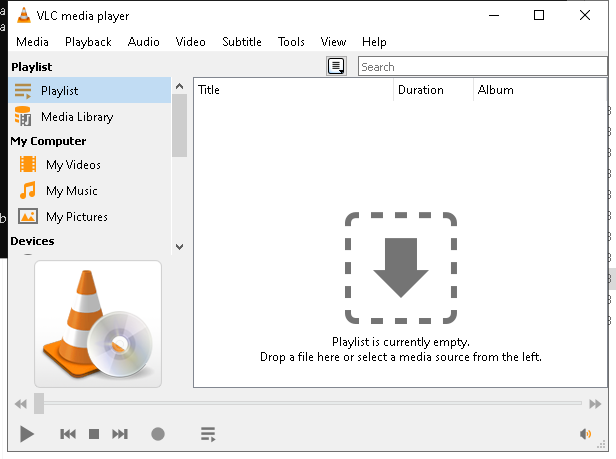 VLC media player
Media Playback Audio Video Subtitle Tools View Help
Playlist
Search
Playlist
Media Library
My Computer
My Videos
My Music
My Pictures
Devices
Title Duration Album
Playlist is currently empty.
Drop a file here or select a media source from the left.